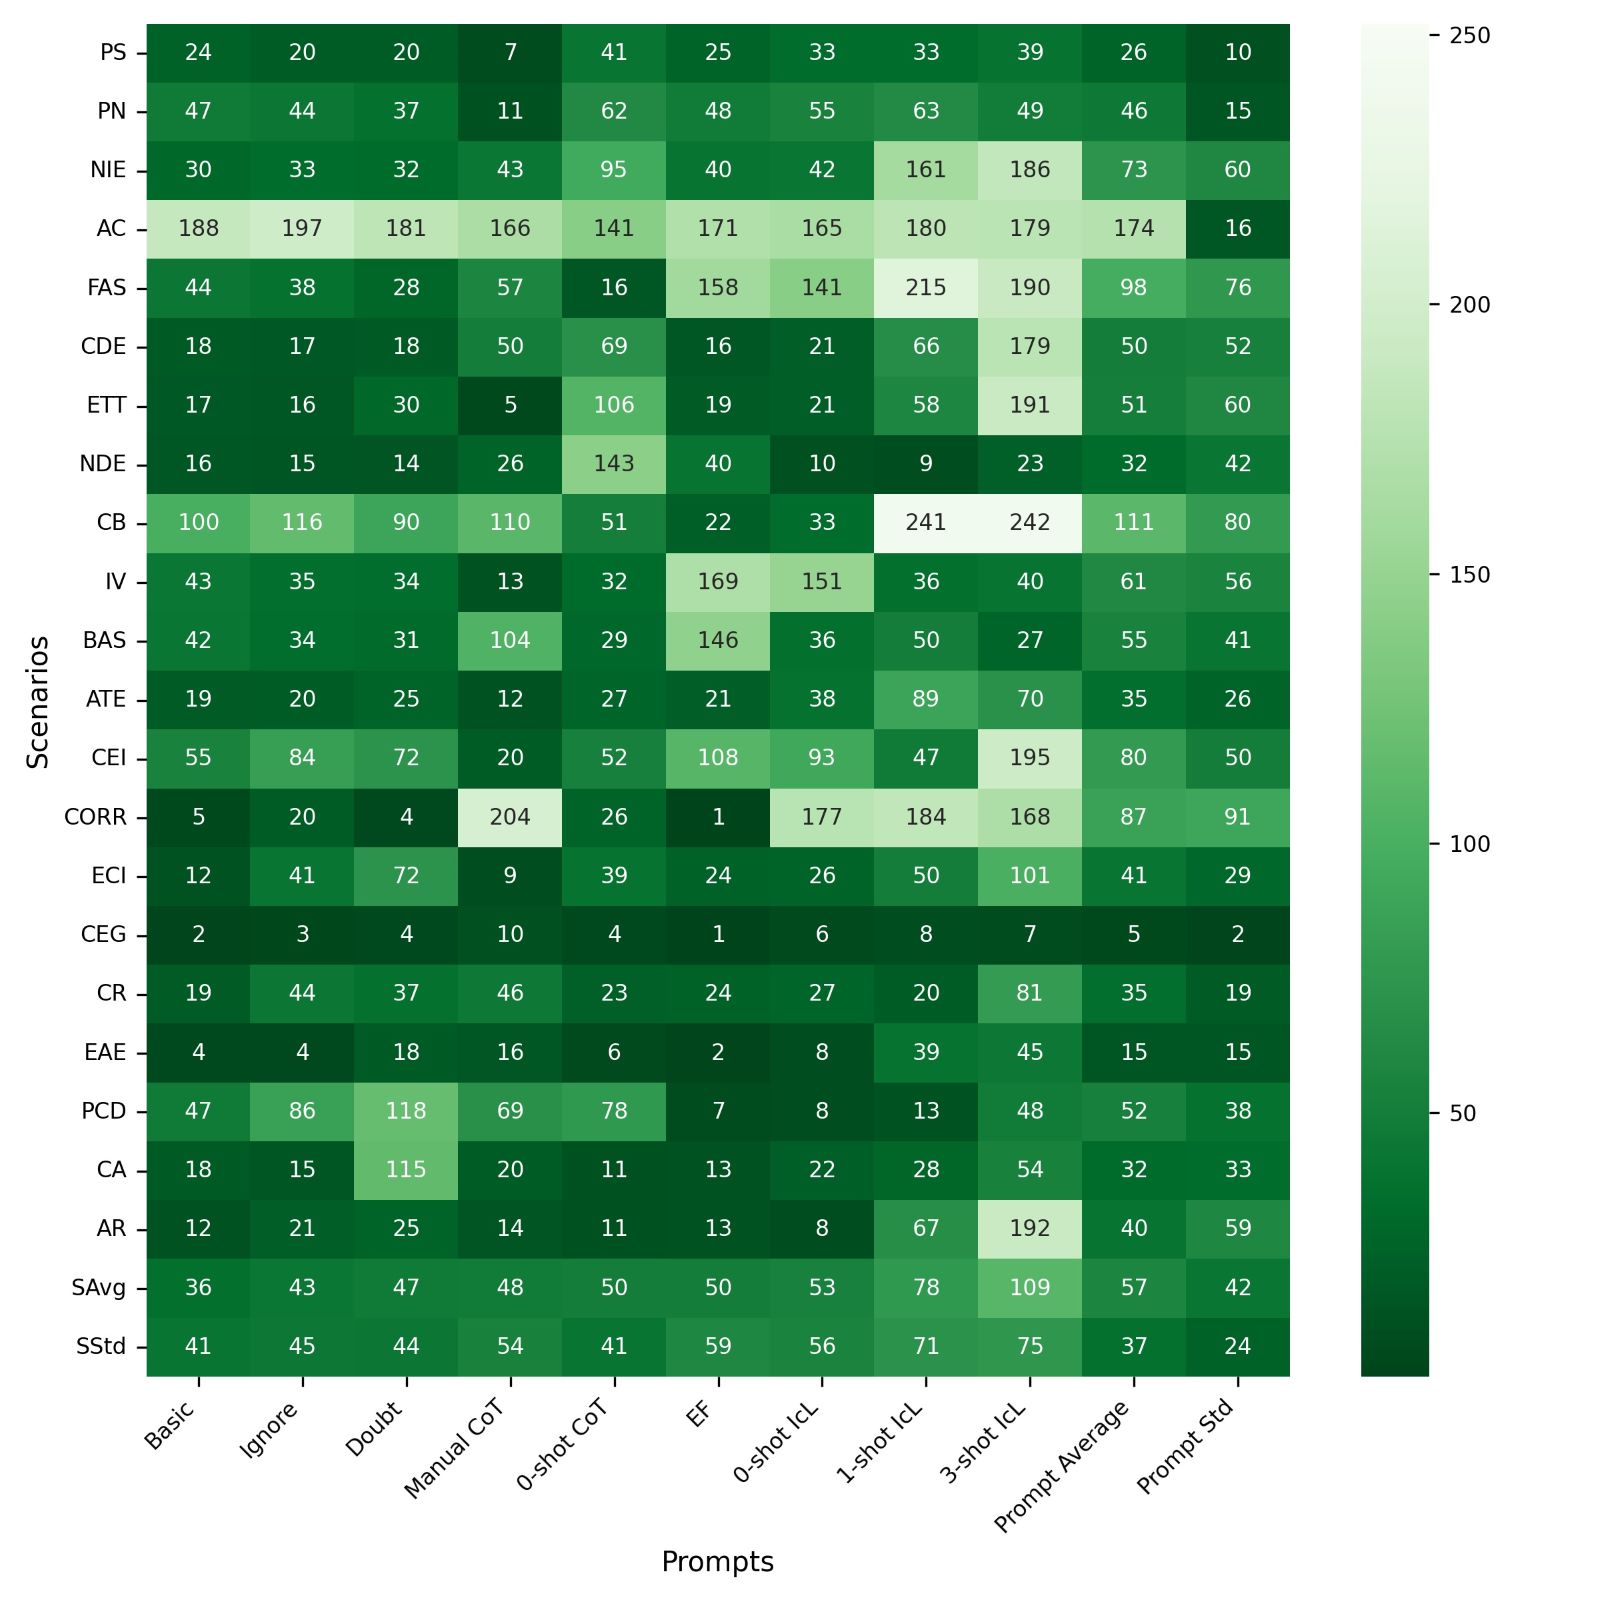 PS 24 20 20 7 41 25 33 33 39 26 10
PN 47 44 37 11 62 48 55 63 49 46 15
NIE 30 33 32 43 95 40 42 161 186 73 60
AC 188 197 181 166 141 171 165 180 179 174 16
FAS 44 38 28 57 16 158 141 215 190 98 76
CDE 18 17 18 50 69 16 21 66 179 50 52
ETT 17 16 30 5 106 19 21 58 191 51 60
NDE 16 15 14 26 143 40 10 9 23 32 42
CB 100 116 90 110 51 22 33 241 242 111 80
IV 43 35 34 13 32 169 151 36 40 61 56
BAS 42 34 31 104 29 146 36 50 27 55 41
ATE 19 20 25 12 27 21 38 89 70 35 26
CEI 55 84 72 20 52 108 93 47 195 80 50
CORR 5 20 4 204 26 1 177 184 168 87 91
ECI 12 41 72 9 39 24 26 50 101 41 29
CEG 2 3 4 10 4 1 6 8 7 5 2
CR 19 44 37 46 23 24 27 20 81 35 19
EAE 4 4 18 16 6 2 8 39 45 15 15
PCD 47 86 118 69 78 7 8 13 48 52 38
CA 18 15 115 20 11 13 22 28 54 32 33
AR 12 21 25 14 11 13 8 67 192 40 59
SAvg 36 43 47 48 50 50 53 78 109 57 42
SStd 41 45 44 54 41 59 56 71 75 37 24
Scenarios
Basic
Ignore
Doubt
Manual CoT
0-shot CoT
EF
0-shot IcL
1-shot IcL
3-shot IcL
Prompt Average
Prompt Std
Prompts
250
200
150
100
50